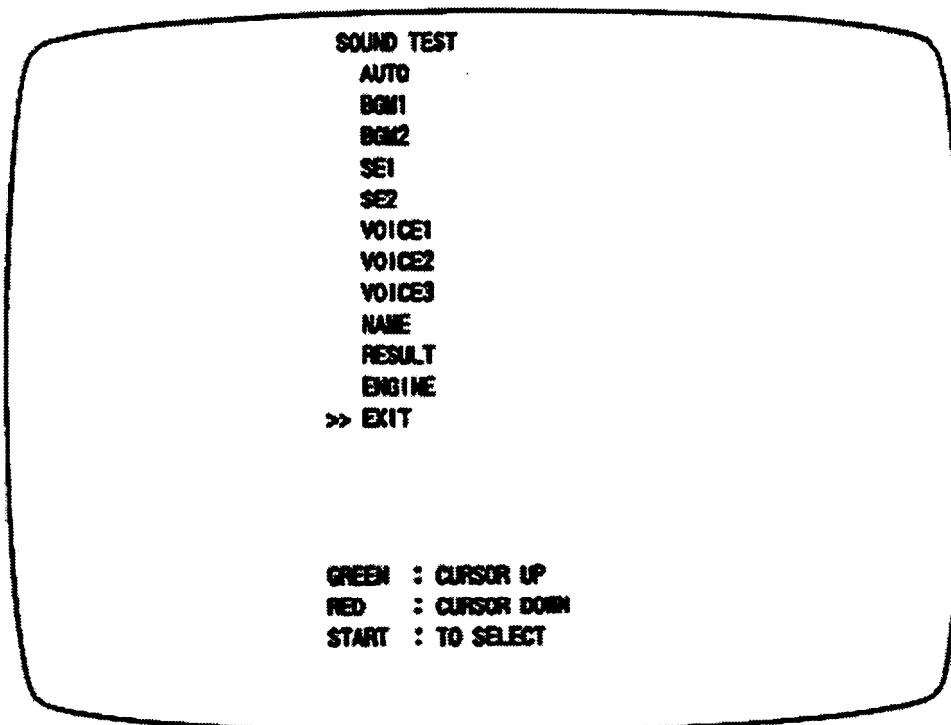 SOUND TEST
AUTO
BGM1
BGM2
SE1
SE2
VOICE1
VOICE2
VOICE3
NAME
RESULT
ENGINE
>> EXIT
GREEN : CURSOR UP
RED : CURSOR DOWN
START : TO SELECT